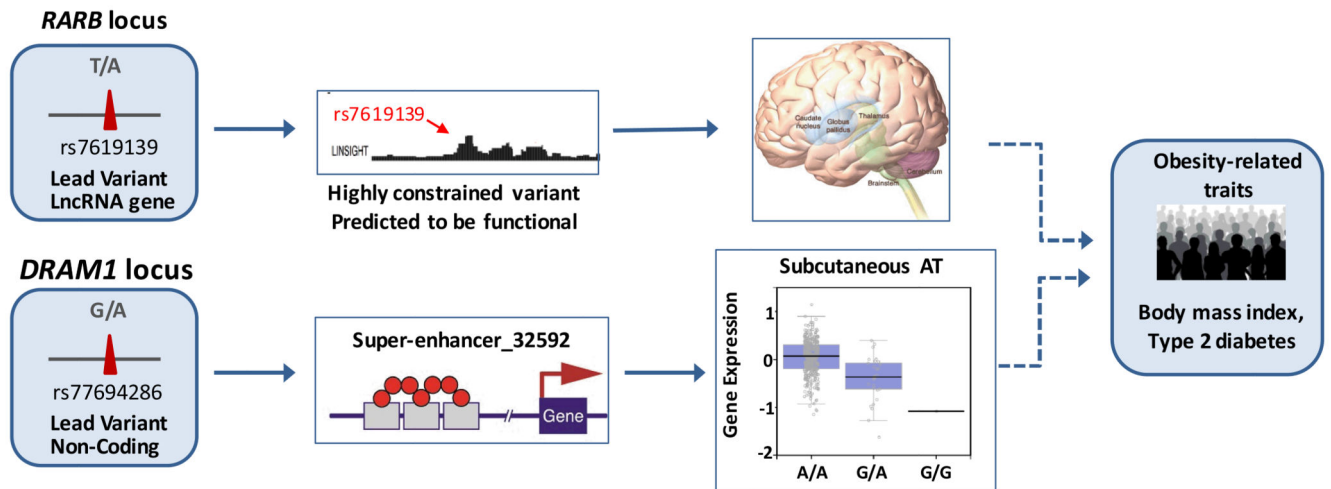 RARB locus
T/A
rs7619139
Lead Variant
LncRNA gene
rs7619139
LINSIGHT
Highly constrained variant
Predicted to be functional
Caudate
nucleus
Globus
pallidus
Thalamus
Cerebellum
Brainstem
Obesity-related
traits
Body mass index,
Type 2 diabetes
DRAM1 locus
G/A
rs77694286
Lead Variant
Non-Coding
Super-enhancer_32592
//
Gene
Subcutaneous AT
Gene Expression
1
0
-1
-2
A/A
G/A
G/G